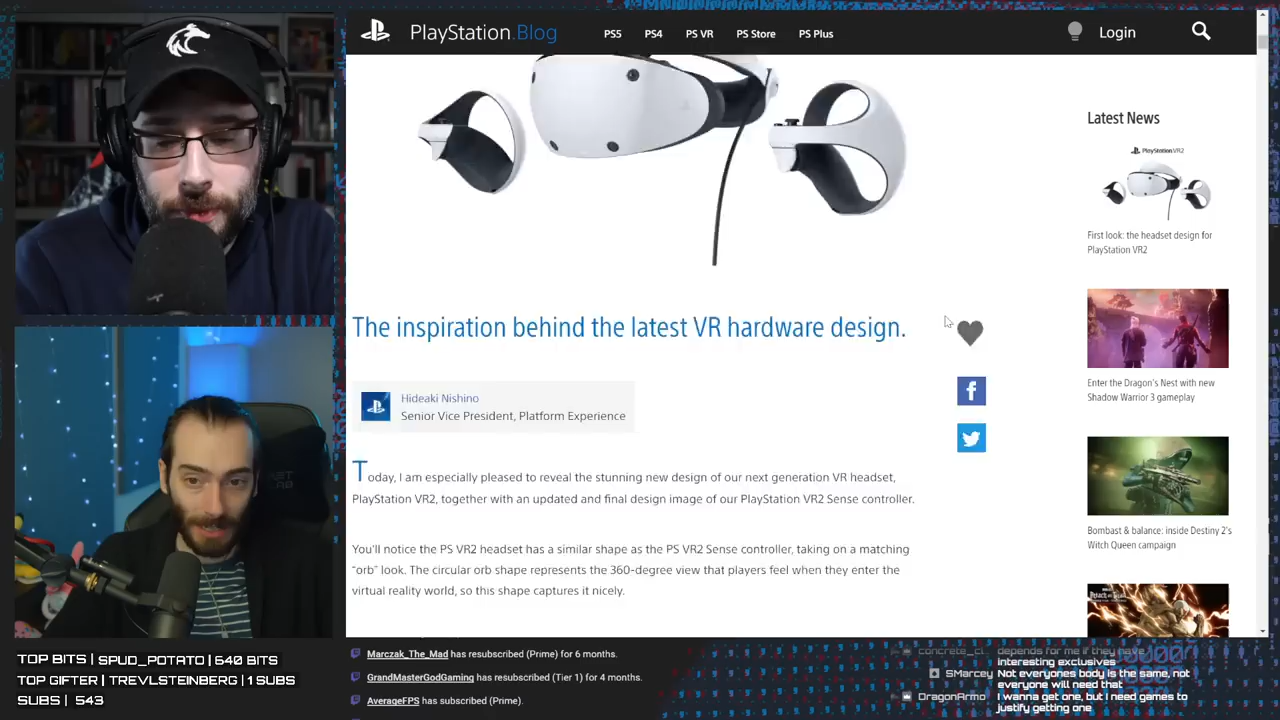 PlayStation.Blog
PS5
PS4
PS VR
PS Store
PS Plus
Login
Latest News
PlayStation VR2
First look: the headset design for
PlayStation VR2
Enter the Dragon's Nest with new
Shadow Warrior 3 gameplay
Bombast & balance: inside Destiny 2's
Witch Queen campaign
The inspiration behind the latest VR hardware design.
Hideaki Nishino
Senior Vice President, Platform Experience
Today, I am especially pleased to reveal the stunning new design of our next generation VR headset,
PlayStation VR2, together with an updated and final design image of our PlayStation VR2 Sense controller.
You'll notice the PS VR2 headset has a similar shape as the PS VR2 Sense controller, taking on a matching
“orb” look. The circular orb shape represents the 360-degree view that players feel when they enter the
virtual reality world, so this shape captures it nicely.
TOP BITS | SPUD_POTATO | 640 BITS
TOP GIFTER | TREVLSTEINBERG | 1 SUBS
SUBS | 543
Marczak_The_Mad has resubscribed (Prime) for 6 months.
GrandMasterGodGaming has resubscribed (Tier 1) for 4 months.
AverageFPS has subscribed (Prime).
depends for me if they have
interesting exclusives
SMarcey Not everyones body is the same, not
everyone will need that
DragonArmo I wanna get one, but I need games to
justify getting one